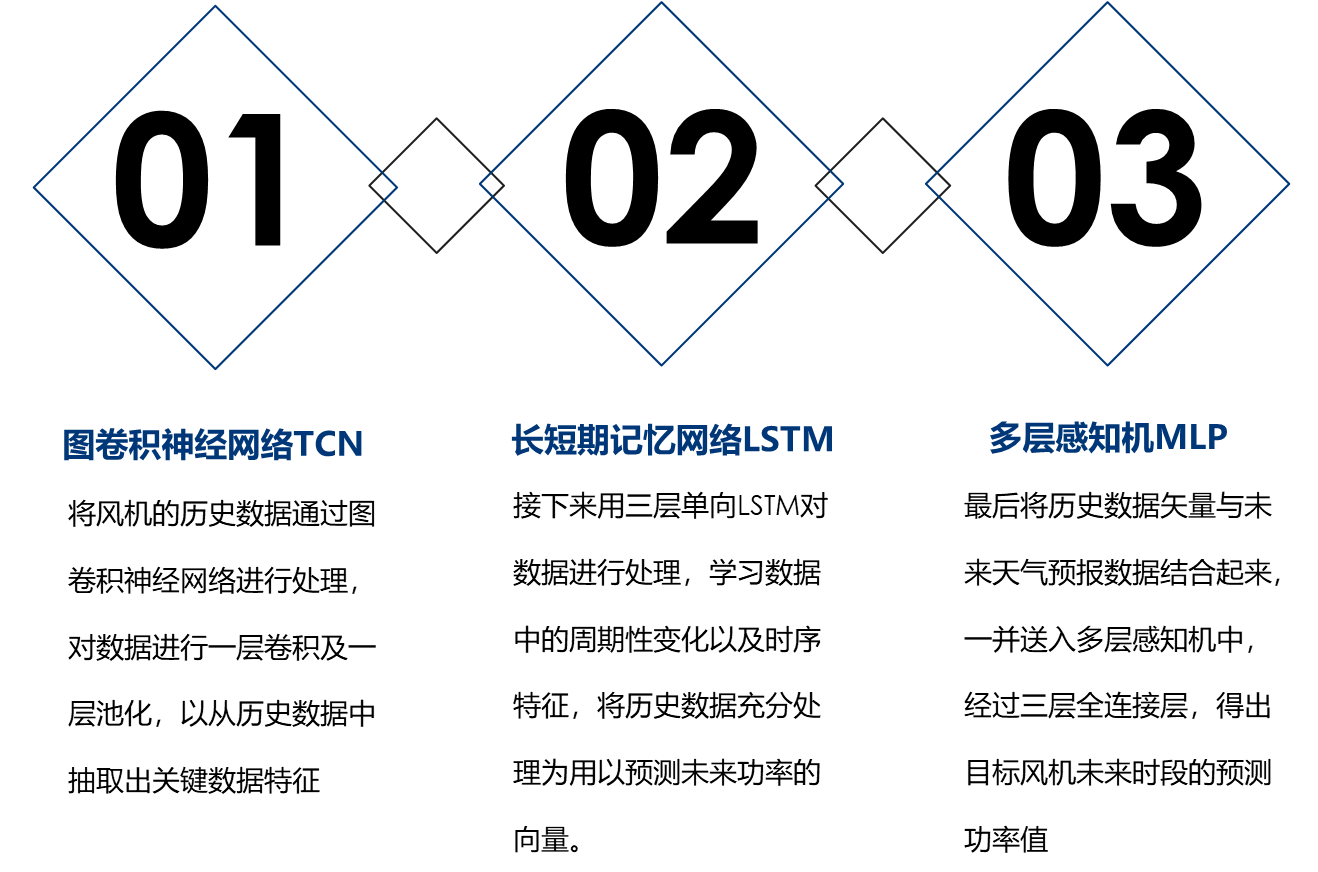 01
02
03
图卷积神经网络TCN
将风机的历史数据通过图
卷积神经网络进行处理，
对数据进行一层卷积及一
层池化，以从历史数据中
抽取出关键数据特征
长短期记忆网络LSTM
接下来用三层单向LSTM对
数据进行处理，学习数据
中的周期性变化以及时序
特征，将历史数据充分处
理为用以预测未来功率的
向量。
多层感知机MLP
最后将历史数据矢量与未
来天气预报数据结合起来，
一并送入多层感知机中，
经过三层全连接层，得出
目标风机未来时段的预测
功率值